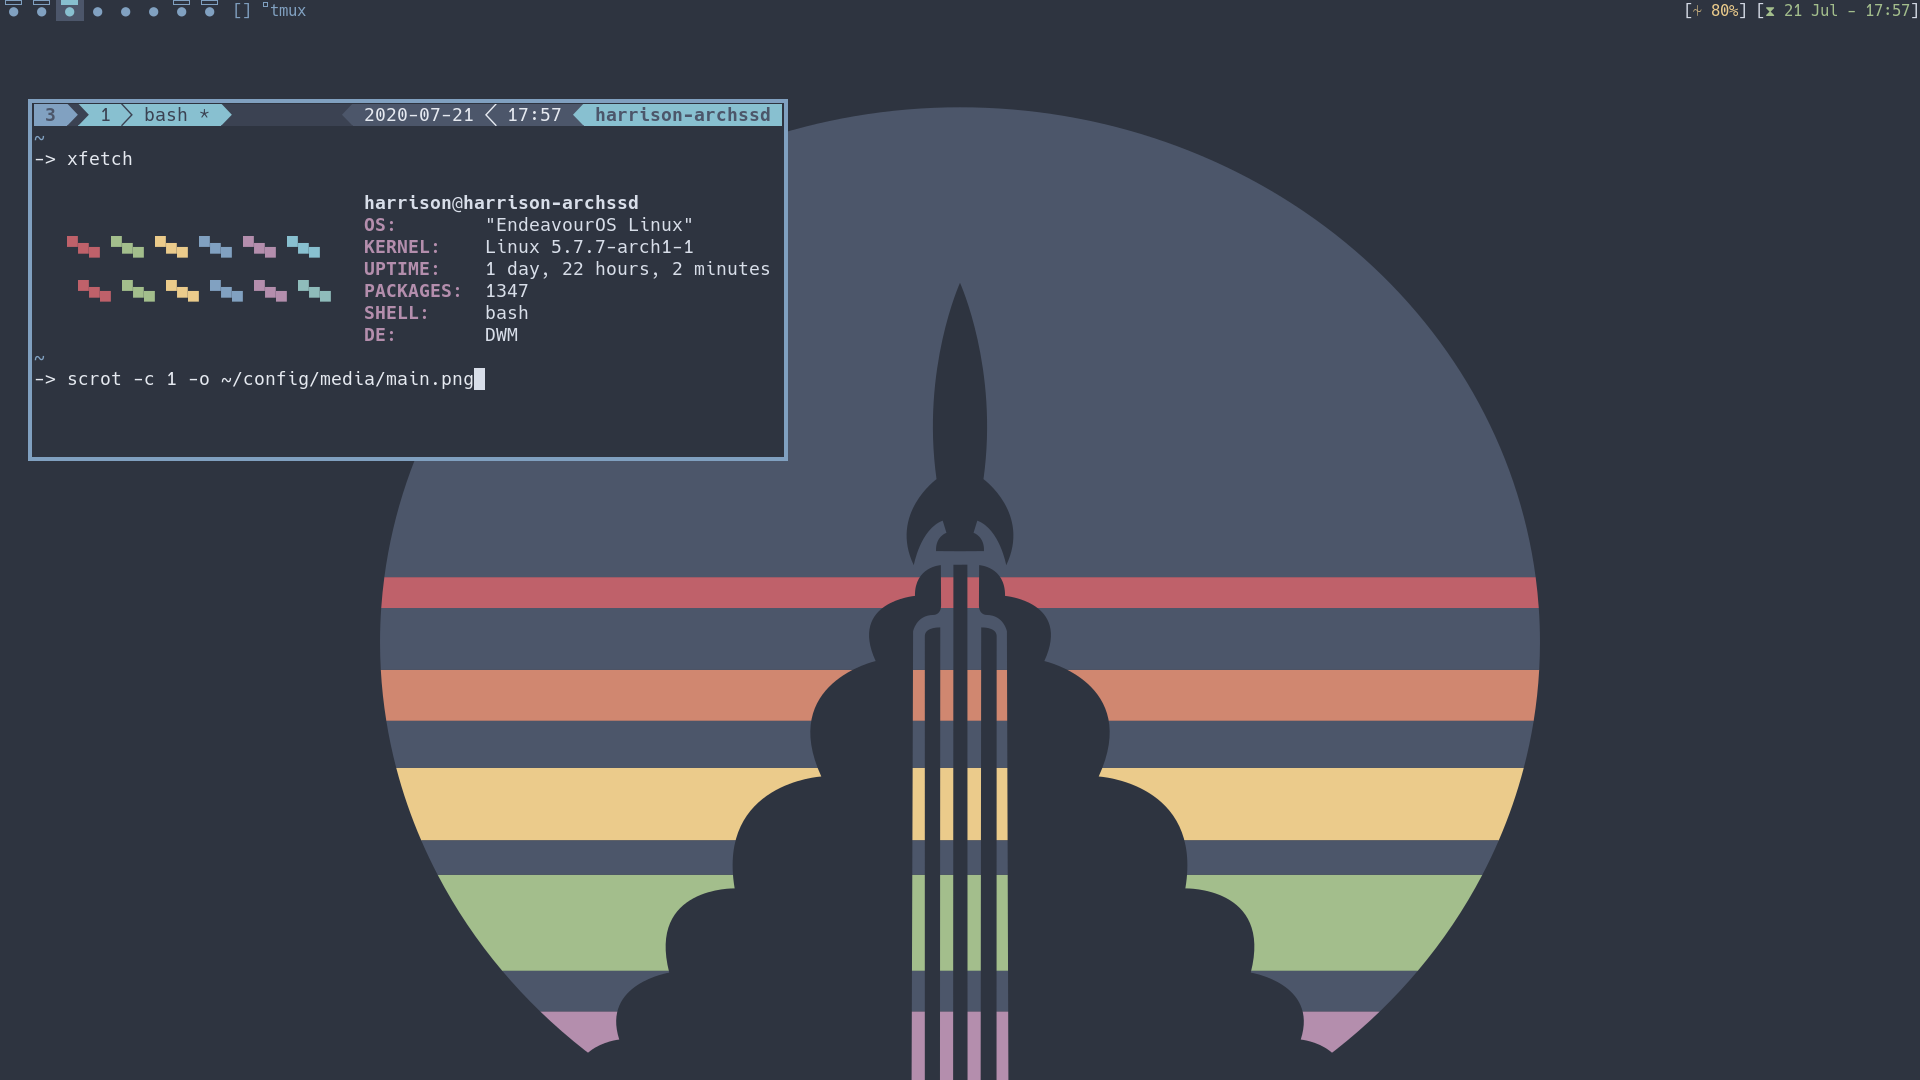 [] tmux [ 80%] [ 21 Jul - 17:57]
3 1 bash * 2020-07-21 17:57 harrison-archssd
~
-> xfetch
harrison@harrison-archssd
OS: "EndeavourOS Linux"
KERNEL: Linux 5.7.7-arch1-1
UPTIME: 1 day, 22 hours, 2 minutes
PACKAGES: 1347
SHELL: bash
DE: DWM
~
-> scrot -c 1 -o ~/config/media/main.png